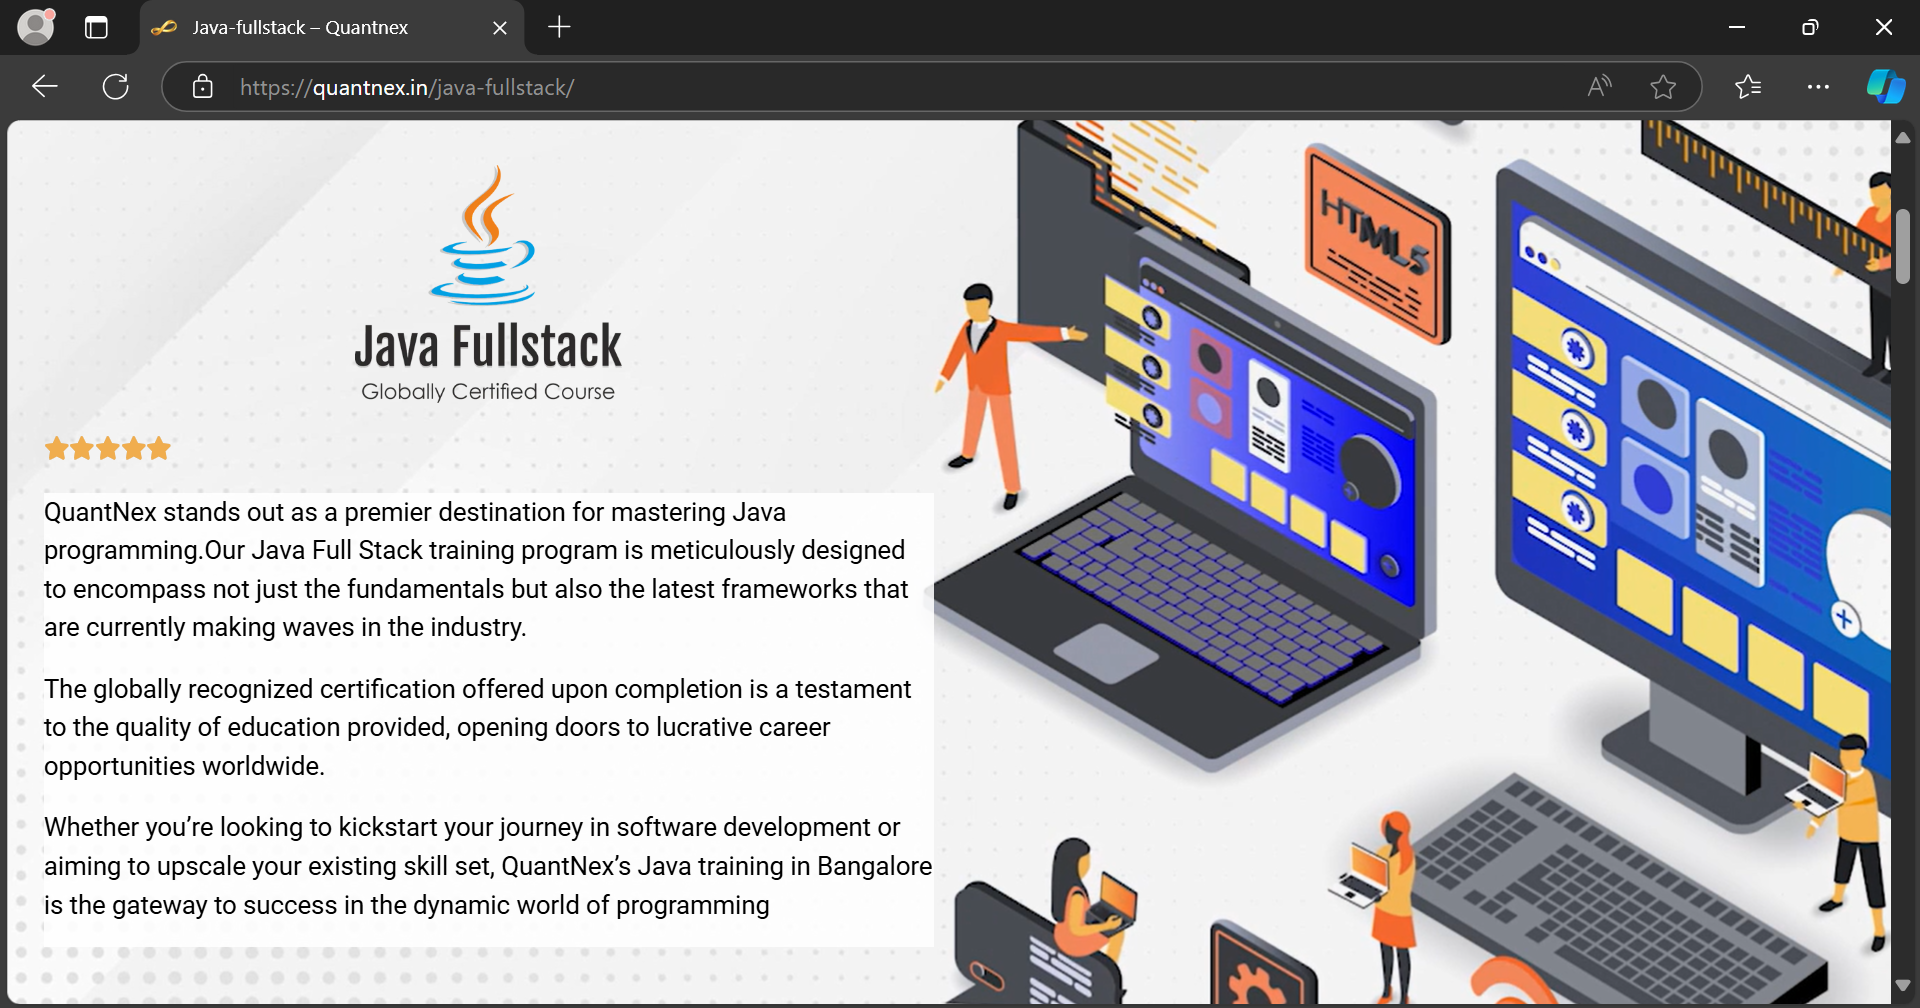 Java-fullstack – Quantnex
https://quantnex.in/java-fullstack/
HTML5
Java Fullstack
Globally Certified Course
QuantNex stands out as a premier destination for mastering Java
programming.Our Java Full Stack training program is meticulously designed
to encompass not just the fundamentals but also the latest frameworks that
are currently making waves in the industry.
The globally recognized certification offered upon completion is a testament
to the quality of education provided, opening doors to lucrative career
opportunities worldwide.
Whether you’re looking to kickstart your journey in software development or
aiming to upscale your existing skill set, QuantNex’s Java training in Bangalore
is the gateway to success in the dynamic world of programming